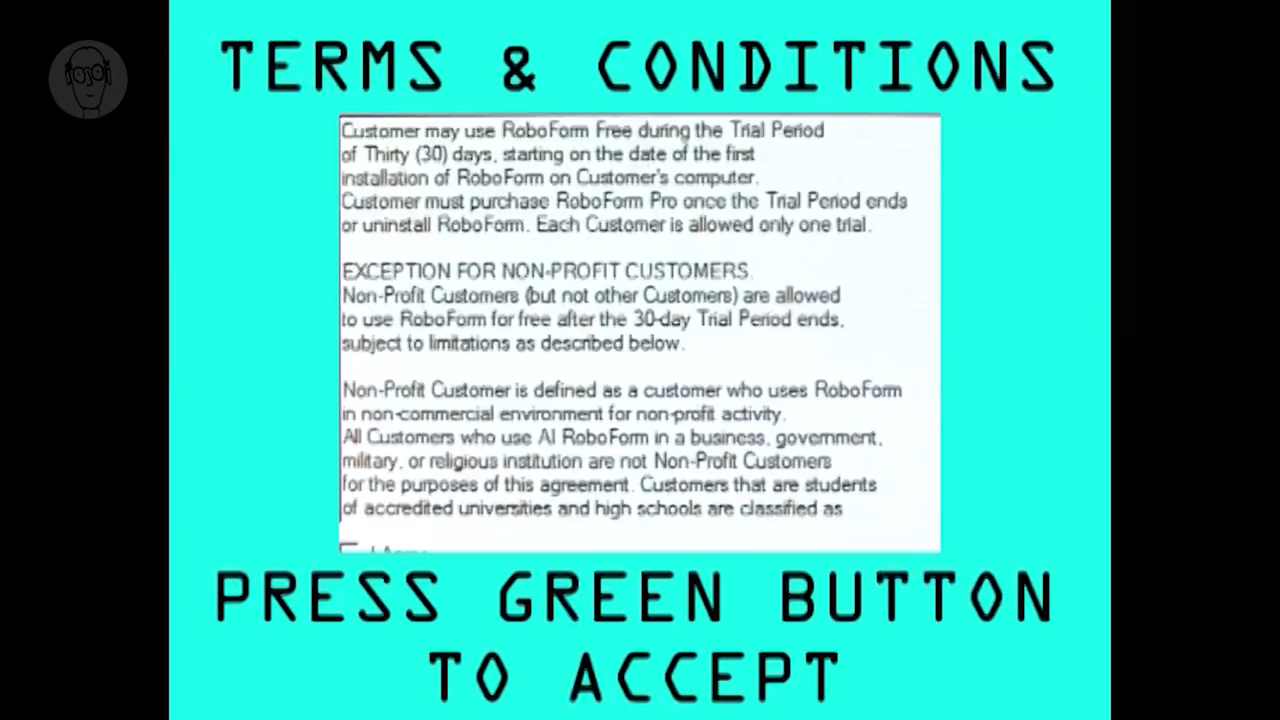 TERMS & CONDITIONS
Customer may use RoboForm Free during the Trial Period
of Thirty (30) days, starting on the date of the first
installation of RoboForm on Customer's computer.
Customer must purchase RoboForm Pro once the Trial Period ends
or uninstall RoboForm. Each Customer is allowed only one trial.
EXCEPTION FOR NON-PROFIT CUSTOMERS.
Non-Profit Customers (but not other Customers) are allowed
to use RoboForm for free after the 30-day Trial Period ends,
subject to limitations as described below.
Non-Profit Customer is defined as a customer who uses RoboForm
in non-commercial environment for non-profit activity.
All Customers who use AI RoboForm in a business, government,
military, or religious institution are not Non-Profit Customers
for the purposes of this agreement. Customers that are students
of accredited universities and high schools are classified as
PRESS GREEN BUTTON
TO ACCEPT